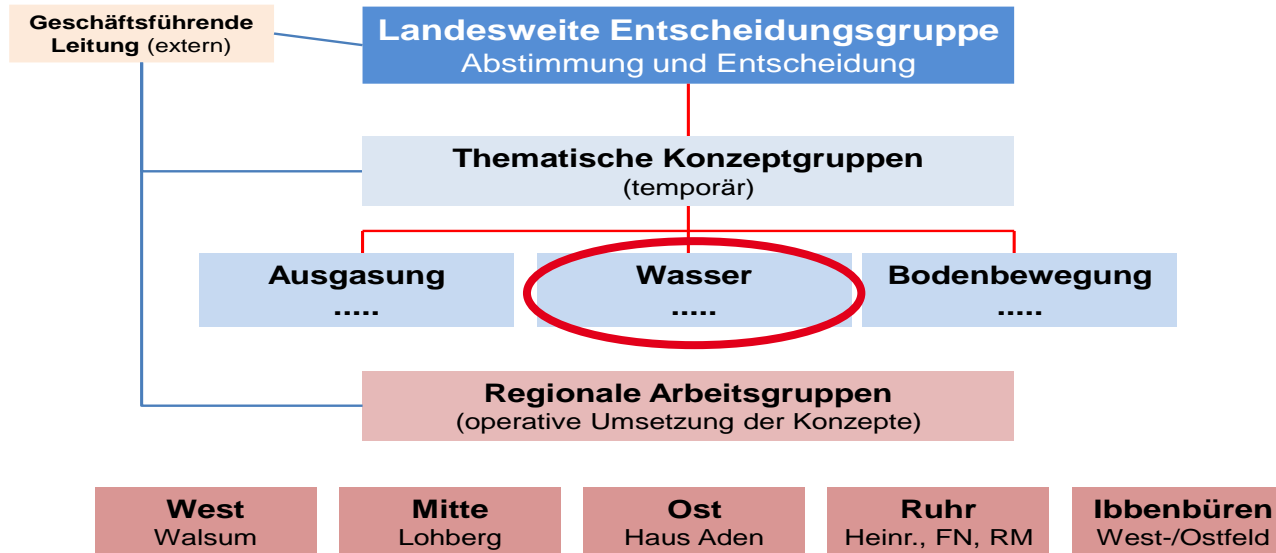 Geschäftsführende
Leitung (extern)
Landesweite Entscheidungsgruppe
Abstimmung und Entscheidung
Thematische Konzeptgruppen
(temporär)
Ausgasung
.....
Wasser
.....
Bodenbewegung
.....
Regionale Arbeitsgruppen
(operative Umsetzung der Konzepte)
West
Walsum
Mitte
Lohberg
Ost
Haus Aden
Ruhr
Heinr., FN, RM
Ibbenbüren
West-/Ostfeld